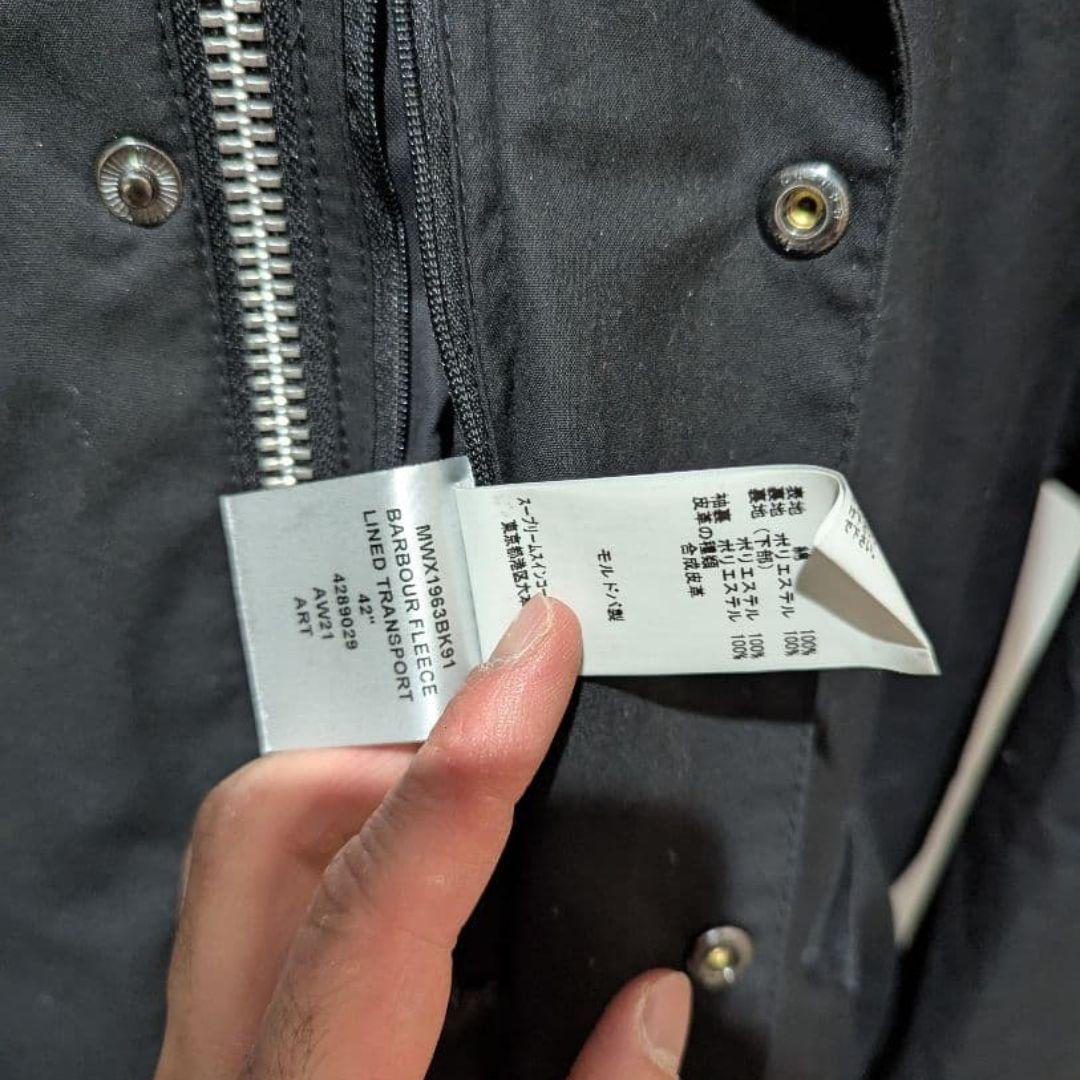 MWX1963BK91
BARBOUR FLEECE
LINED TRANSPORT
42"
4289029
AW21
ART
表地 綿 100%
裏地 ポリエステル 100%
裏地 (下部) ポリエステル 100%
袖裏 ポリエステル 100%
皮革の種類 合成皮革
モルドバ製
スープリームスインコー
東京都港区